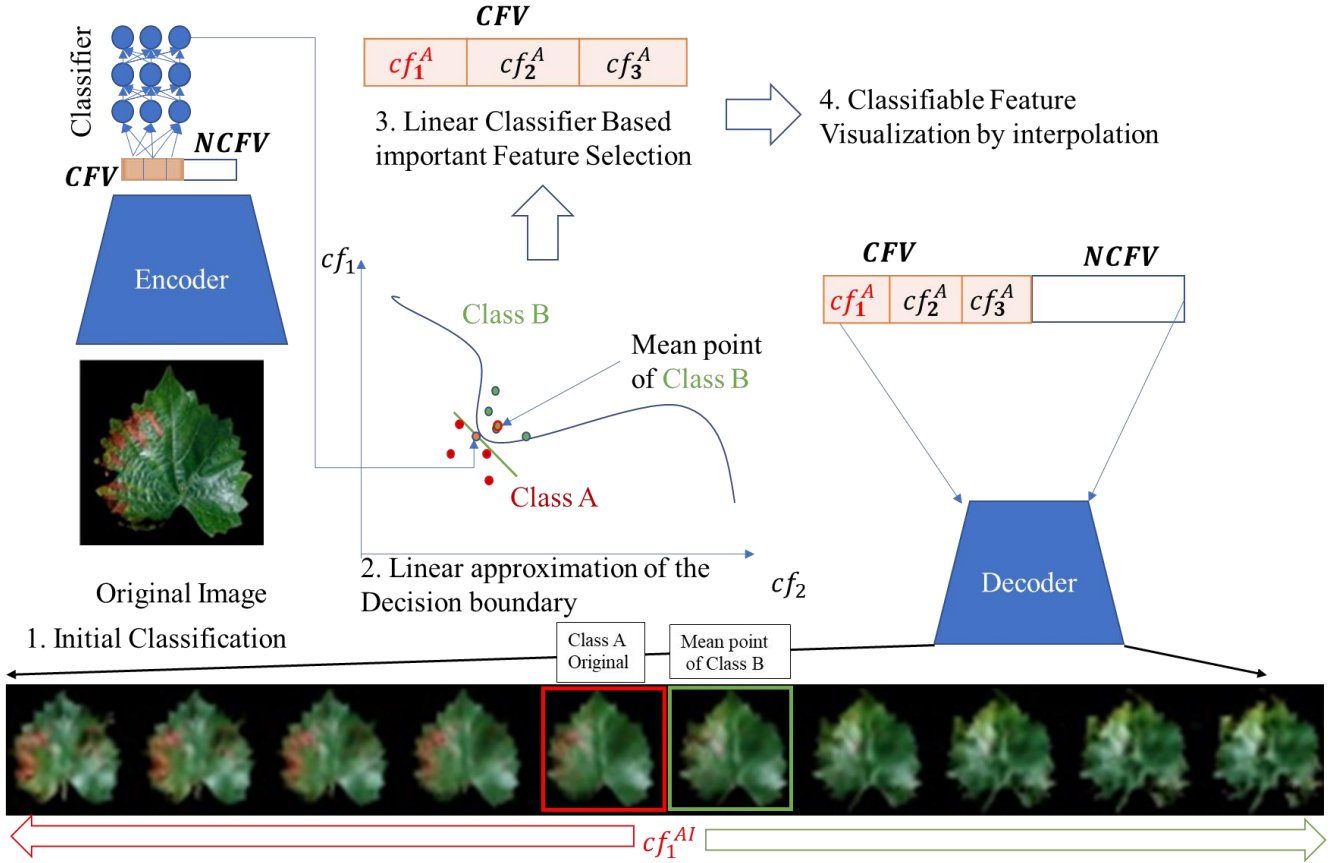 Classifier
NCFV
CFV
Encoder
Original Image
1. Initial Classification
CFV
cf₁ᴬ cf₂ᴬ cf₃ᴬ
3. Linear Classifier Based
important Feature Selection
4. Classifiable Feature
Visualization by interpolation
cf₁
Class B
Mean point
of Class B
Class A
cf₂
2. Linear approximation of the
Decision boundary
CFV NCFV
cf₁ᴬ cf₂ᴬ cf₃ᴬ
Decoder
Class A
Original
Mean point
of Class B
cf₁ᴬᴵ